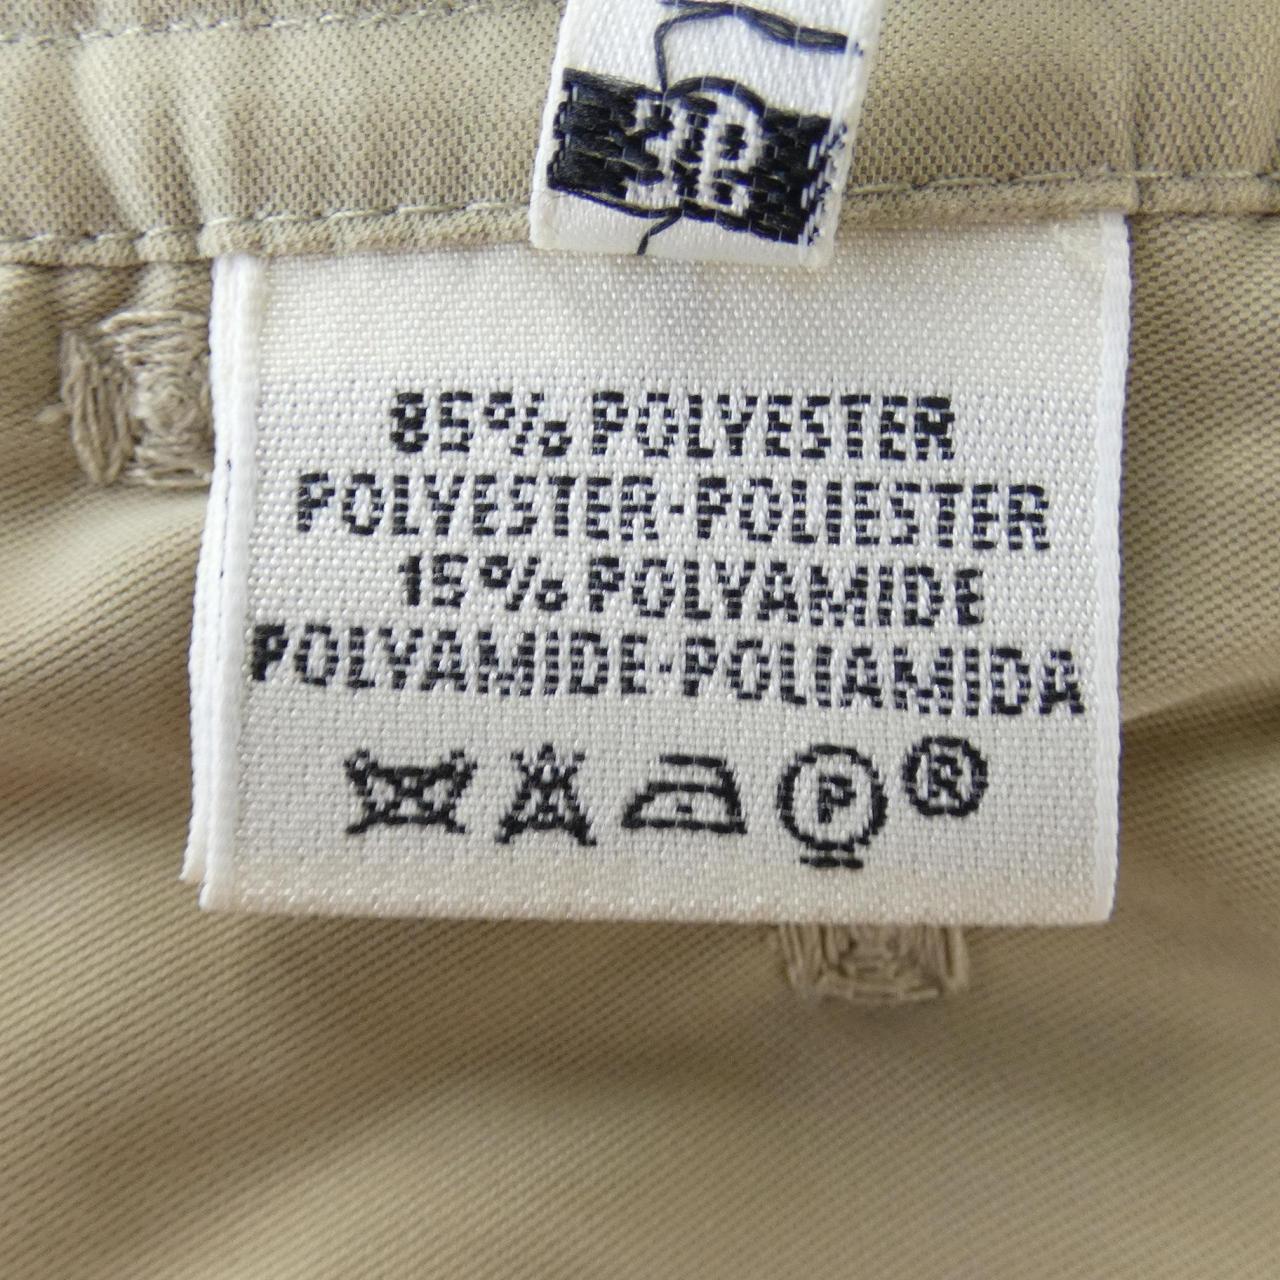 85% POLYESTER
POLYESTER·POLIESTER
15% POLYAMIDE
POLYAMIDE·POLIAMIDA
P ®